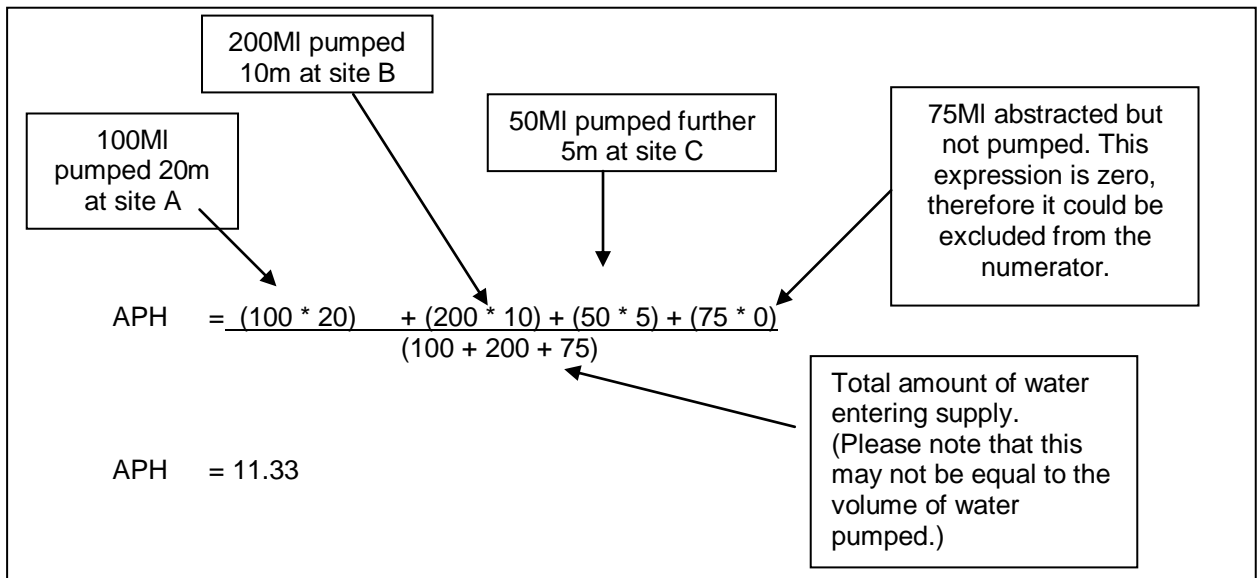 200Ml pumped
10m at site B
100Ml
pumped 20m
at site A
50Ml pumped further
5m at site C
75Ml abstracted but
not pumped. This
expression is zero,
therefore it could be
excluded from the
numerator.
APH = (100 * 20) + (200 * 10) + (50 * 5) + (75 * 0)
(100 + 200 + 75)
Total amount of water
entering supply.
(Please note that this
may not be equal to the
volume of water
pumped.)
APH = 11.33